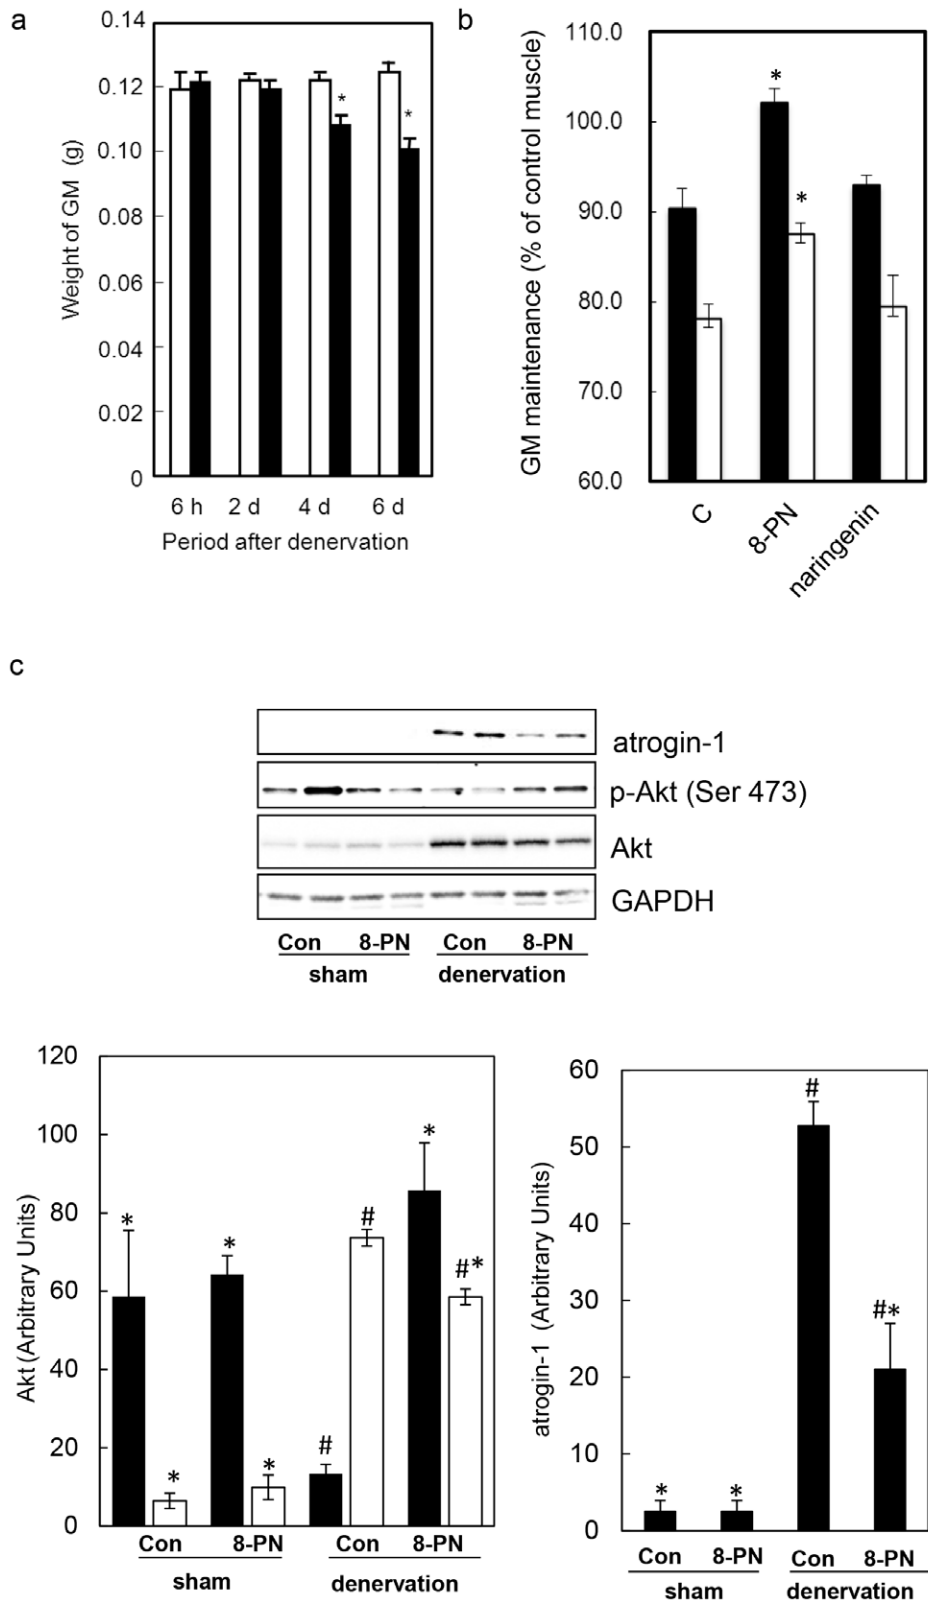 a
0.14
0.12
0.10
0.08
0.06
0.04
0.02
0
Weight of GM (g)
* *
6 h 2 d 4 d 6 d
Period after denervation
b
110.0
100.0
90.0
80.0
70.0
60.0
GM maintenance (% of control muscle)
* *
C 8-PN naringenin
c
atrogin-1
p-Akt (Ser 473)
Akt
GAPDH
Con 8-PN Con 8-PN
sham denervation
120
100
80
60
40
20
0
Akt (Arbitrary Units)
* * * * # # * #*
Con 8-PN Con 8-PN
sham denervation
60
50
40
30
20
10
0
atrogin-1 (Arbitrary Units)
* * # #*
Con 8-PN Con 8-PN
sham denervation